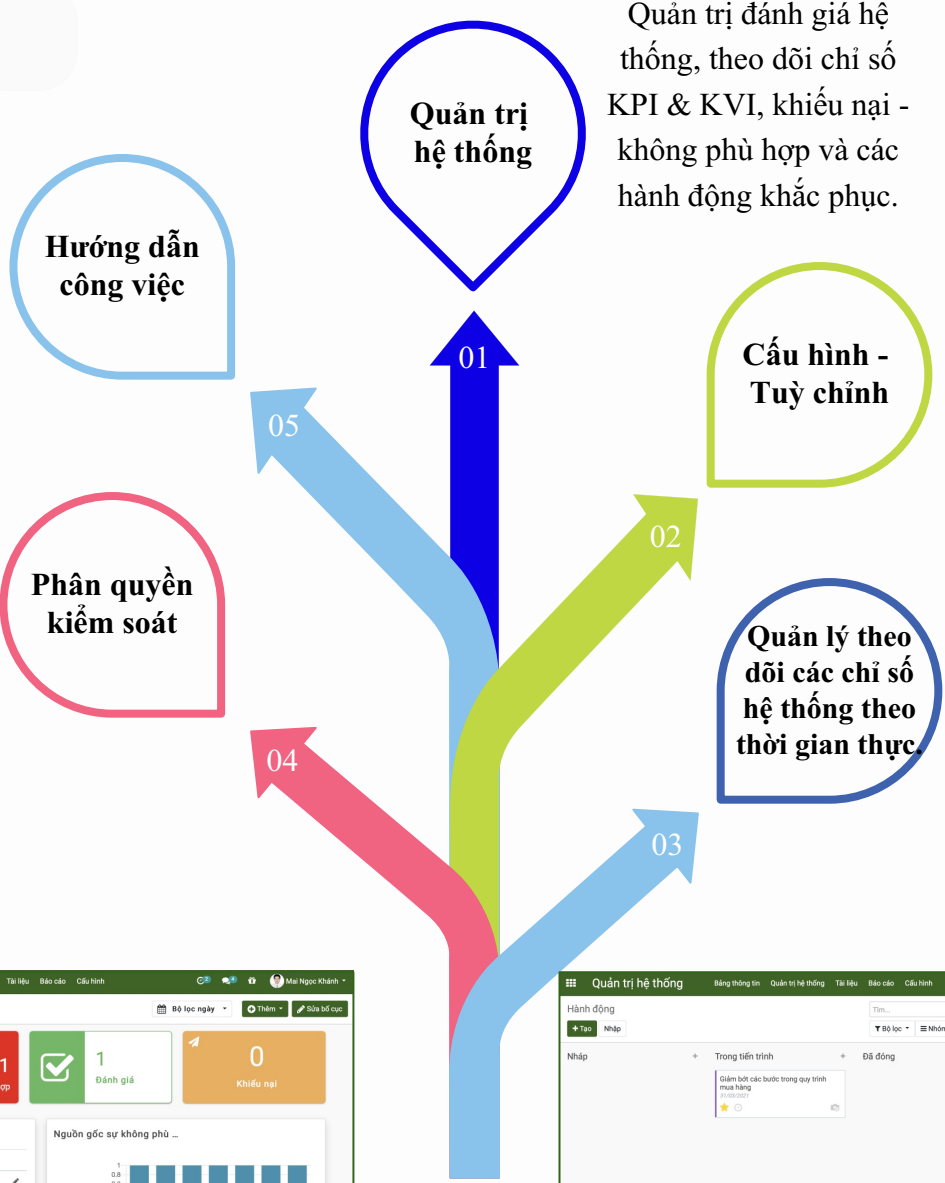 Quản trị đánh giá hệ
thống, theo dõi chỉ số
KPI & KVI, khiếu nại -
không phù hợp và các
hành động khắc phục.
Quản trị
hệ thống
Hướng dẫn
công việc
01
Cấu hình -
Tuỳ chỉnh
05
Phân quyền
kiểm soát
02
Quản lý theo
dõi các chỉ số
hệ thống theo
thời gian thực.
04
03
Tài liệu Báo cáo Cấu hình Mai Ngọc Khánh
Bộ lọc ngày Thêm Sửa bố cục
1
1
Đánh giá
0
Khiếu nại
Nguồn gốc sự không phù ...
1
0.8
Quản trị hệ thống Bảng thông tin Quản trị hệ thống Tài liệu Báo cáo Cấu hình
Hành động
Tìm...
+ Tạo Nhập
Bộ lọc Nhóm
Nháp + Trong tiến trình + Đã đóng
Giảm bớt các bước trong quy trình
mua hàng
31/03/2021